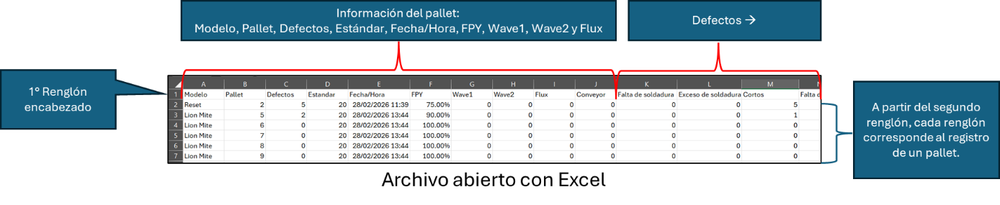 Información del pallet:
Modelo, Pallet, Defectos, Estándar, Fecha/Hora, FPY, Wave1, Wave2 y Flux
Defectos →
1° Renglón
encabezado
A B C D E F G H I J K L M N
1 Modelo Pallet Defectos Estandar Fecha/Hora FPY Wave1 Wave2 Flux Conveyor Falta de soldadura Exceso de soldadura Cortos Falta d
2 Reset 2 5 20 28/02/2026 11:39 75.00% 0 0 0 0 0 0 5
3 Lion Mite 5 2 20 28/02/2026 13:44 90.00% 0 0 0 0 0 0 1
4 Lion Mite 6 0 20 28/02/2026 13:44 100.00% 0 0 0 0 0 0 0
5 Lion Mite 7 0 20 28/02/2026 13:44 100.00% 0 0 0 0 0 0 0
6 Lion Mite 8 0 20 28/02/2026 13:44 100.00% 0 0 0 0 0 0 0
7 Lion Mite 9 0 20 28/02/2026 13:44 100.00% 0 0 0 0 0 0 0
A partir del segundo
renglón, cada renglón
corresponde al registro
de un pallet.
Archivo abierto con Excel